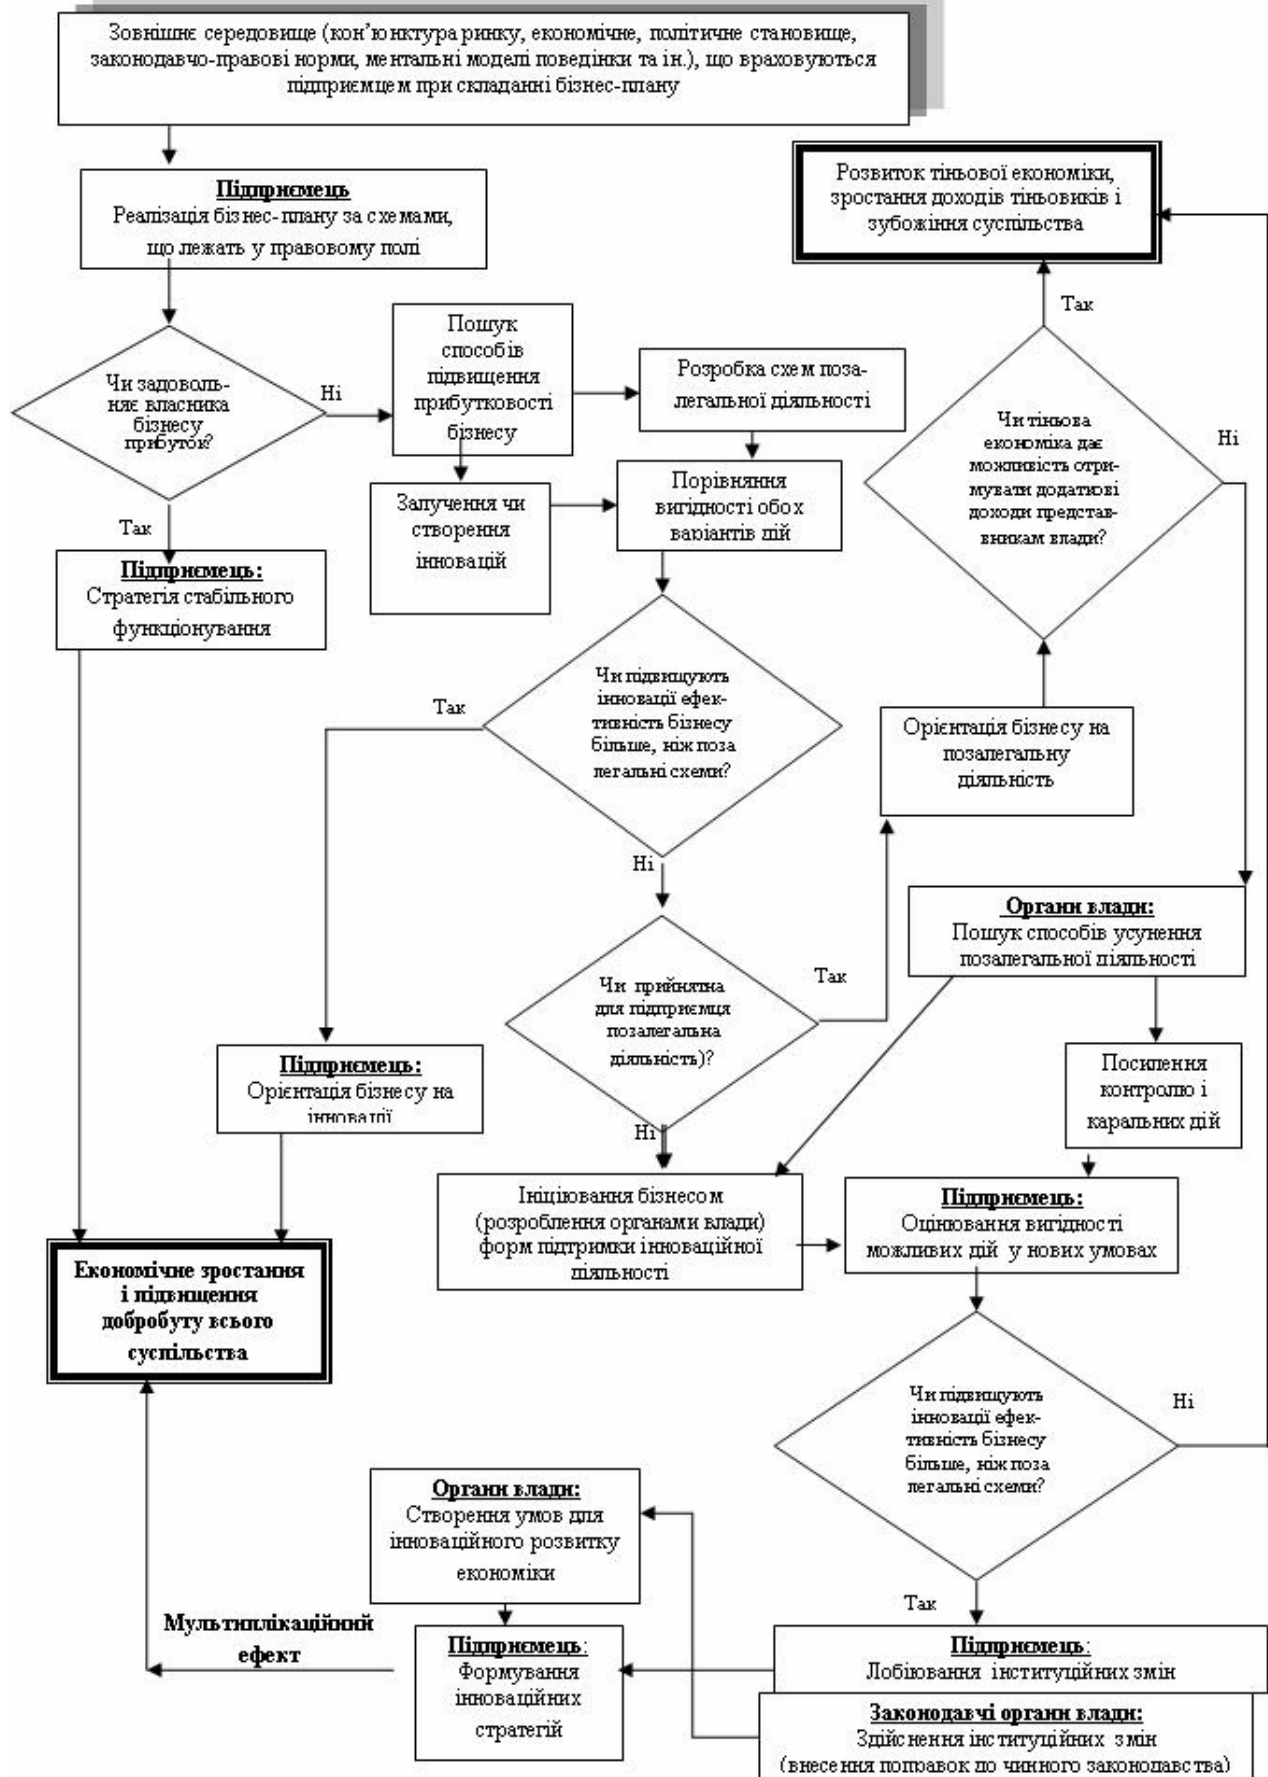 Зовнішнє середовище (кон’юнктура ринку, економічне, політичне становище,
законодавчо-правові норми, ментальні моделі поведінки та ін.), що враховуються
підприємцем при складанні бізнес-плану
Підприємець
Реалізація бізнес-плану за схемами,
що лежать у правовому полі
Розвиток тіньової економіки,
зростання доходів тіньовиків і
зубожіння суспільства
Так
Чи задоволь-
няє власника
бізнесу
прибуток?
Ні
Пошук
способів
підвищення
прибутковості
бізнесу
Розробка схем поза-
легальної діяльності
Чи тіньова
економіка дає
можливість отри-
мувати додаткові
доходи представ-
никам влади?
Ні
Залучення чи
створення
інновацій
Порівняння
вигідності обох
варіантів дій
Так
Підприємець:
Стратегія стабільного
функціонування
Чи підвищують
інновації ефек-
тивність бізнесу
більше, ніж поза
легальні схеми?
Так
Орієнтація бізнесу на
позалегальну
діяльність
Ні
Органи влади:
Пошук способів усунення
позалегальної діяльності
Чи прийнятна
для підприємця
позалегальна
діяльність)?
Так
Підприємець:
Орієнтація бізнесу на
інновації
Посилення
контролю і
каральних дій
Ні
Ініціювання бізнесом
(розроблення органами влади)
форм підтримки інноваційної
діяльності
Підприємець:
Оцінювання вигідності
можливих дій у нових умовах
Економічне зростання
і підвищення
добробуту всього
суспільства
Чи підвищують
інновації ефек-
тивність бізнесу
більше, ніж поза
легальні схеми?
Ні
Органи влади:
Створення умов для
інноваційного розвитку
економіки
Так
Мультиплікаційний
ефект
Підприємець:
Формування
інноваційних
стратегій
Підприємець:
Лобіювання інституційних змін
Законодавчі органи влади:
Здійснення інституційних змін
(внесення поправок до чинного законодавства)